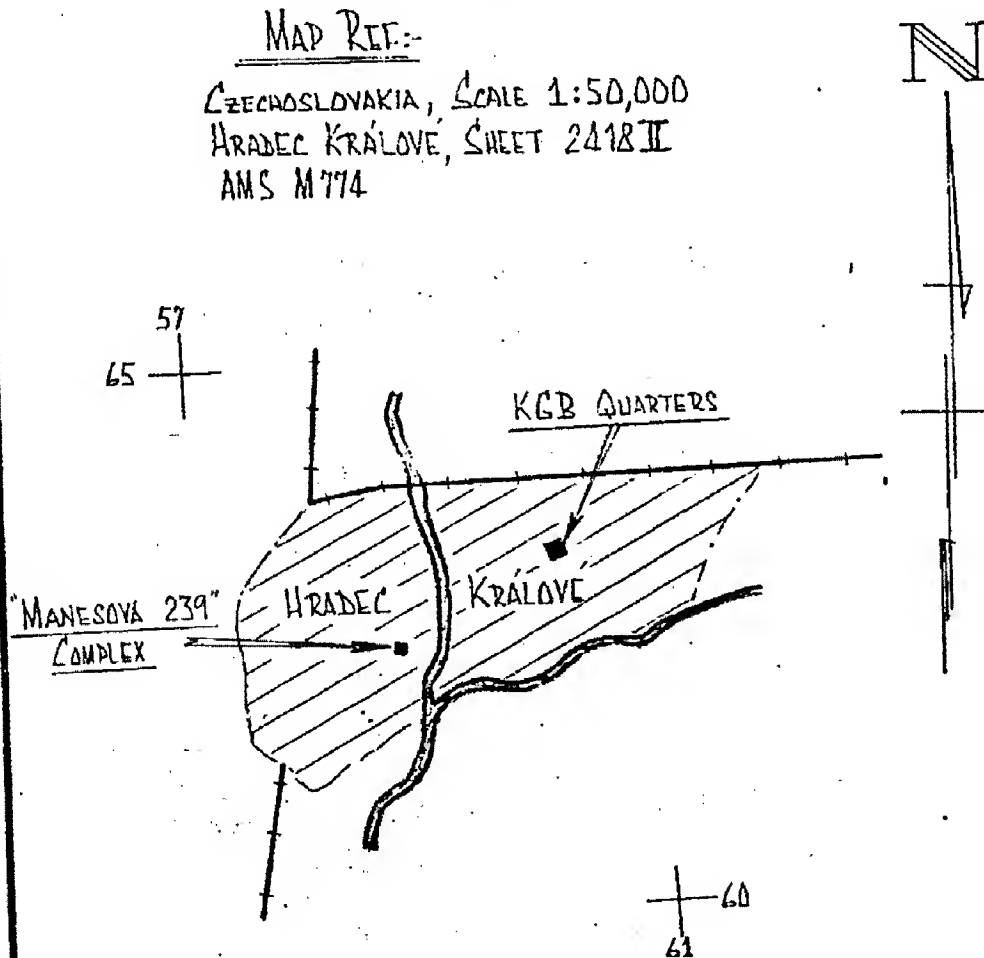 MAP REF:-
N
CZECHOSLOVAKIA, SCALE 1:50,000
HRADEC KRÁLOVÉ, SHEET 2418 II
AMS M774
57
65
KGB QUARTERS
"MANESOVA 239"
COMPLEX
HRADEC
KRÁLOVÉ
60
61